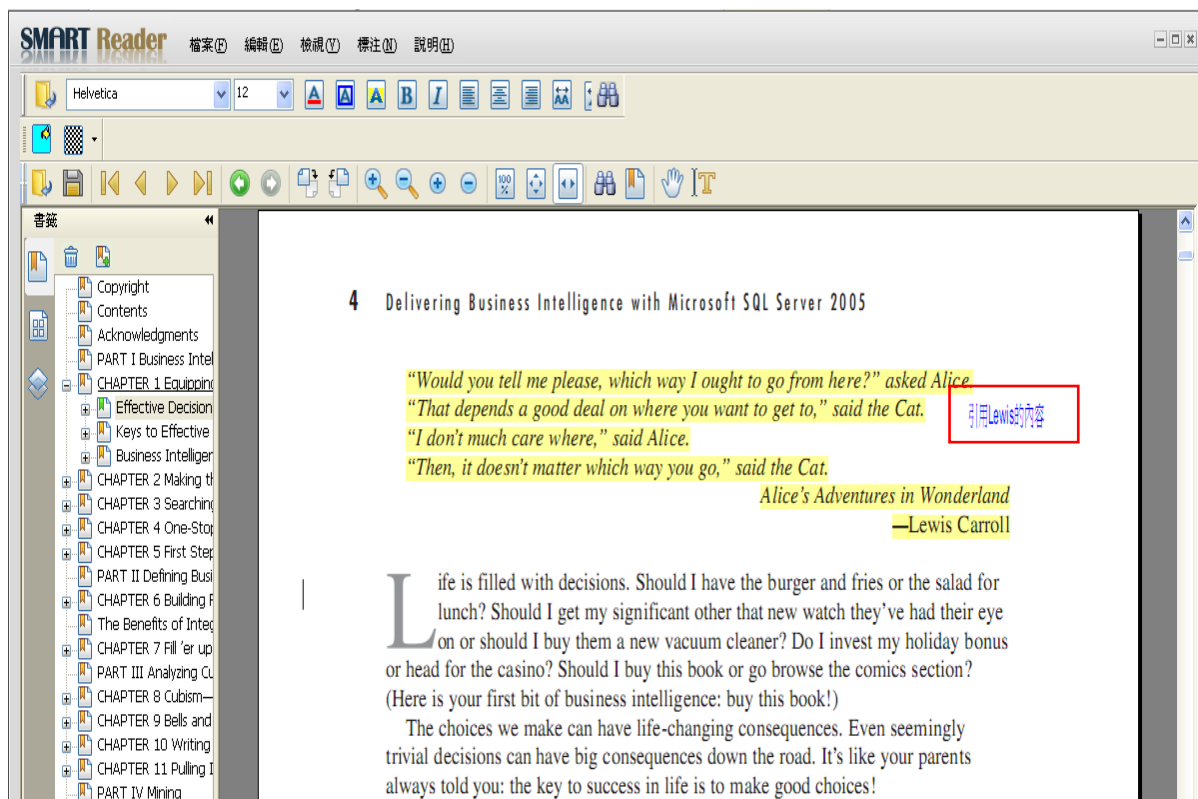 SMART Reader 檔案(F) 編輯(E) 檢視(V) 標注(N) 說明(H)
Helvetica 12
書籤
Copyright
Contents
Acknowledgments
PART I Business Intel
CHAPTER 1 Equipping
Effective Decision
Keys to Effective
Business Intelliger
CHAPTER 2 Making th
CHAPTER 3 Searching
CHAPTER 4 One-Stop
CHAPTER 5 First Step
PART II Defining Busi
CHAPTER 6 Building F
The Benefits of Integ
CHAPTER 7 Fill 'er up
PART III Analyzing Cu
CHAPTER 8 Cubism—
CHAPTER 9 Bells and
CHAPTER 10 Writing
CHAPTER 11 Pulling I
PART IV Mining
4 Delivering Business Intelligence with Microsoft SQL Server 2005
“Would you tell me please, which way I ought to go from here?” asked Alice.
“That depends a good deal on where you want to get to,” said the Cat.
引用Lewis的內容
“I don’t much care where,” said Alice.
“Then, it doesn’t matter which way you go,” said the Cat.
Alice’s Adventures in Wonderland
—Lewis Carroll
Life is filled with decisions. Should I have the burger and fries or the salad for
lunch? Should I get my significant other that new watch they’ve had their eye
on or should I buy them a new vacuum cleaner? Do I invest my holiday bonus
or head for the casino? Should I buy this book or go browse the comics section?
(Here is your first bit of business intelligence: buy this book!)
The choices we make can have life-changing consequences. Even seemingly
trivial decisions can have big consequences down the road. It’s like your parents
always told you: the key to success in life is to make good choices!